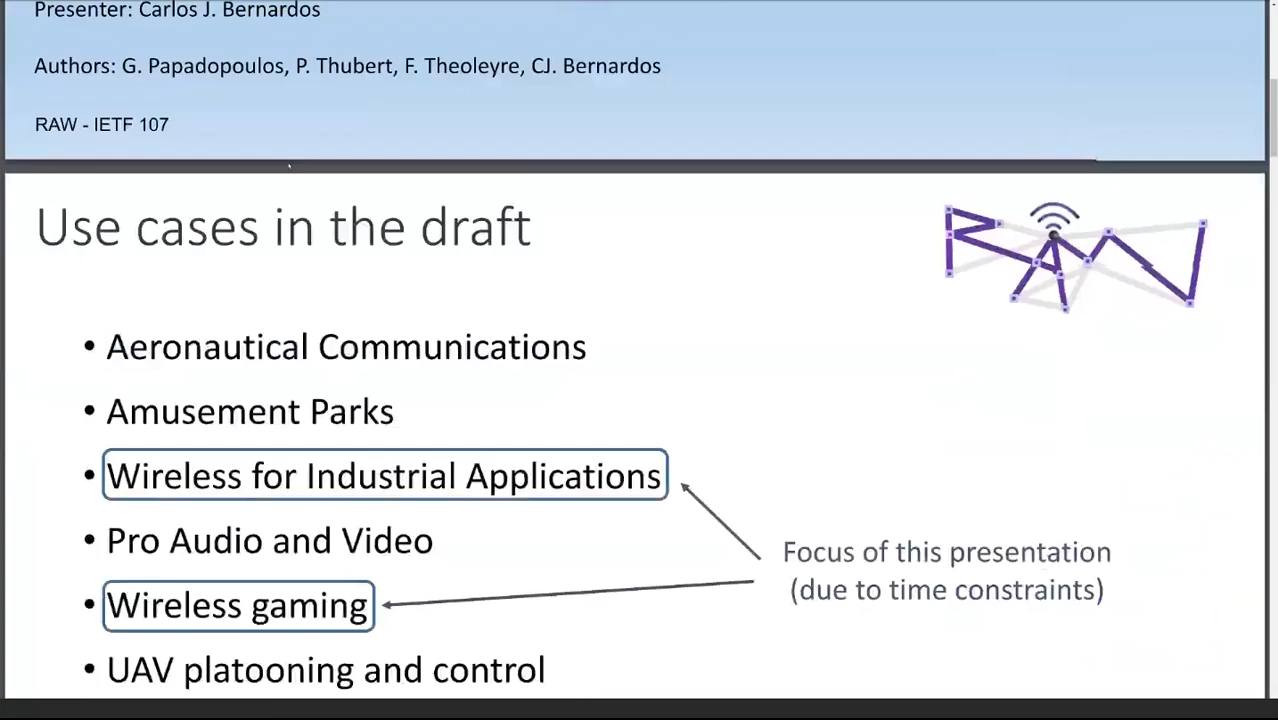 Presenter: Carlos J. Bernardos
Authors: G. Papadopoulos, P. Thubert, F. Theoleyre, CJ. Bernardos
RAW - IETF 107
Use cases in the draft
RAW
• Aeronautical Communications
• Amusement Parks
• Wireless for Industrial Applications
• Pro Audio and Video
Focus of this presentation
(due to time constraints)
• Wireless gaming
• UAV platooning and control